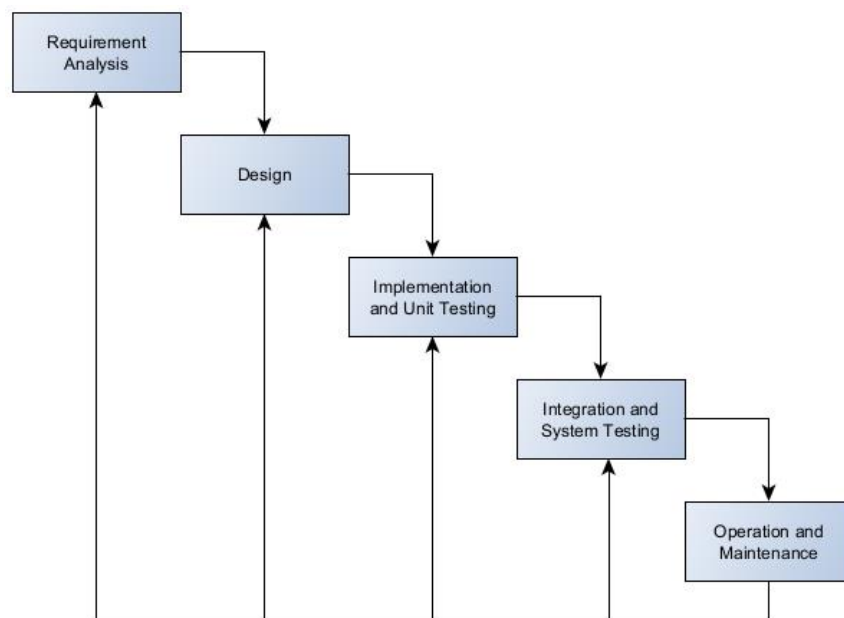 Requirement
Analysis
Design
Implementation
and Unit Testing
Integration and
System Testing
Operation and
Maintenance